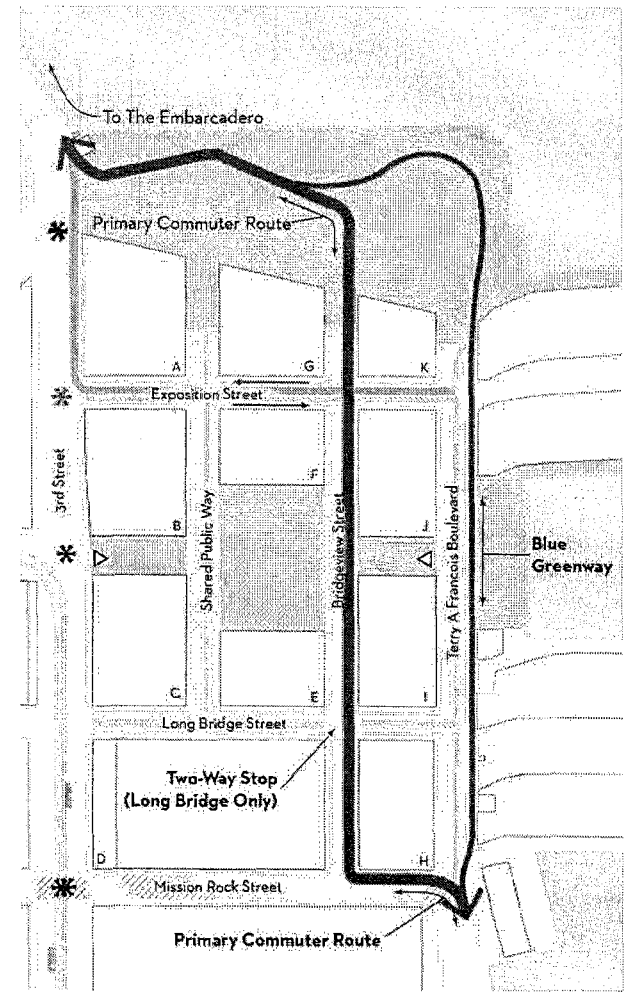 To The Embarcadero
Primary Commuter Route
A
G
K
Exposition Street
F
3rd Street
B
Shared Public Way
Bridgeview Street
J
Terry A Francois Boulevard
Blue
Greenway
C
E
I
Long Bridge Street
Two-Way Stop
(Long Bridge Only)
D
H
Mission Rock Street
Primary Commuter Route